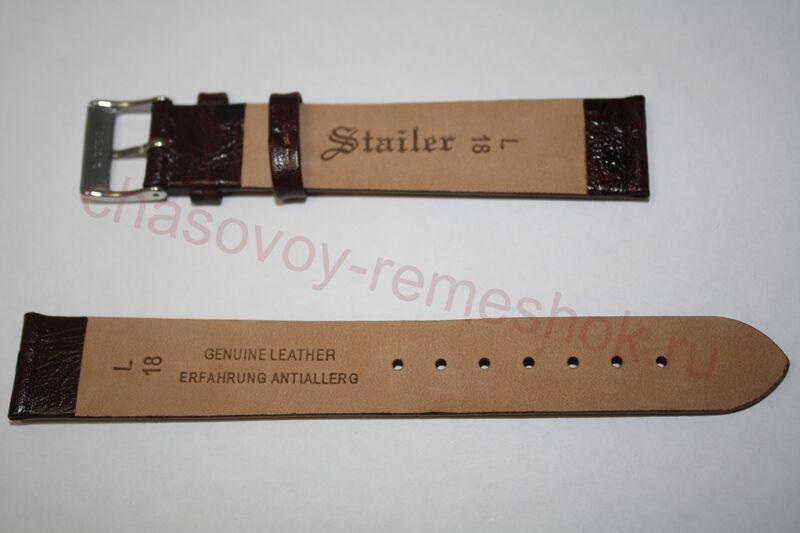 Stailer
18
L
chasovoy-remeshok.ru
L
18
GENUINE LEATHER
ERFAHRUNG ANTIALLERG